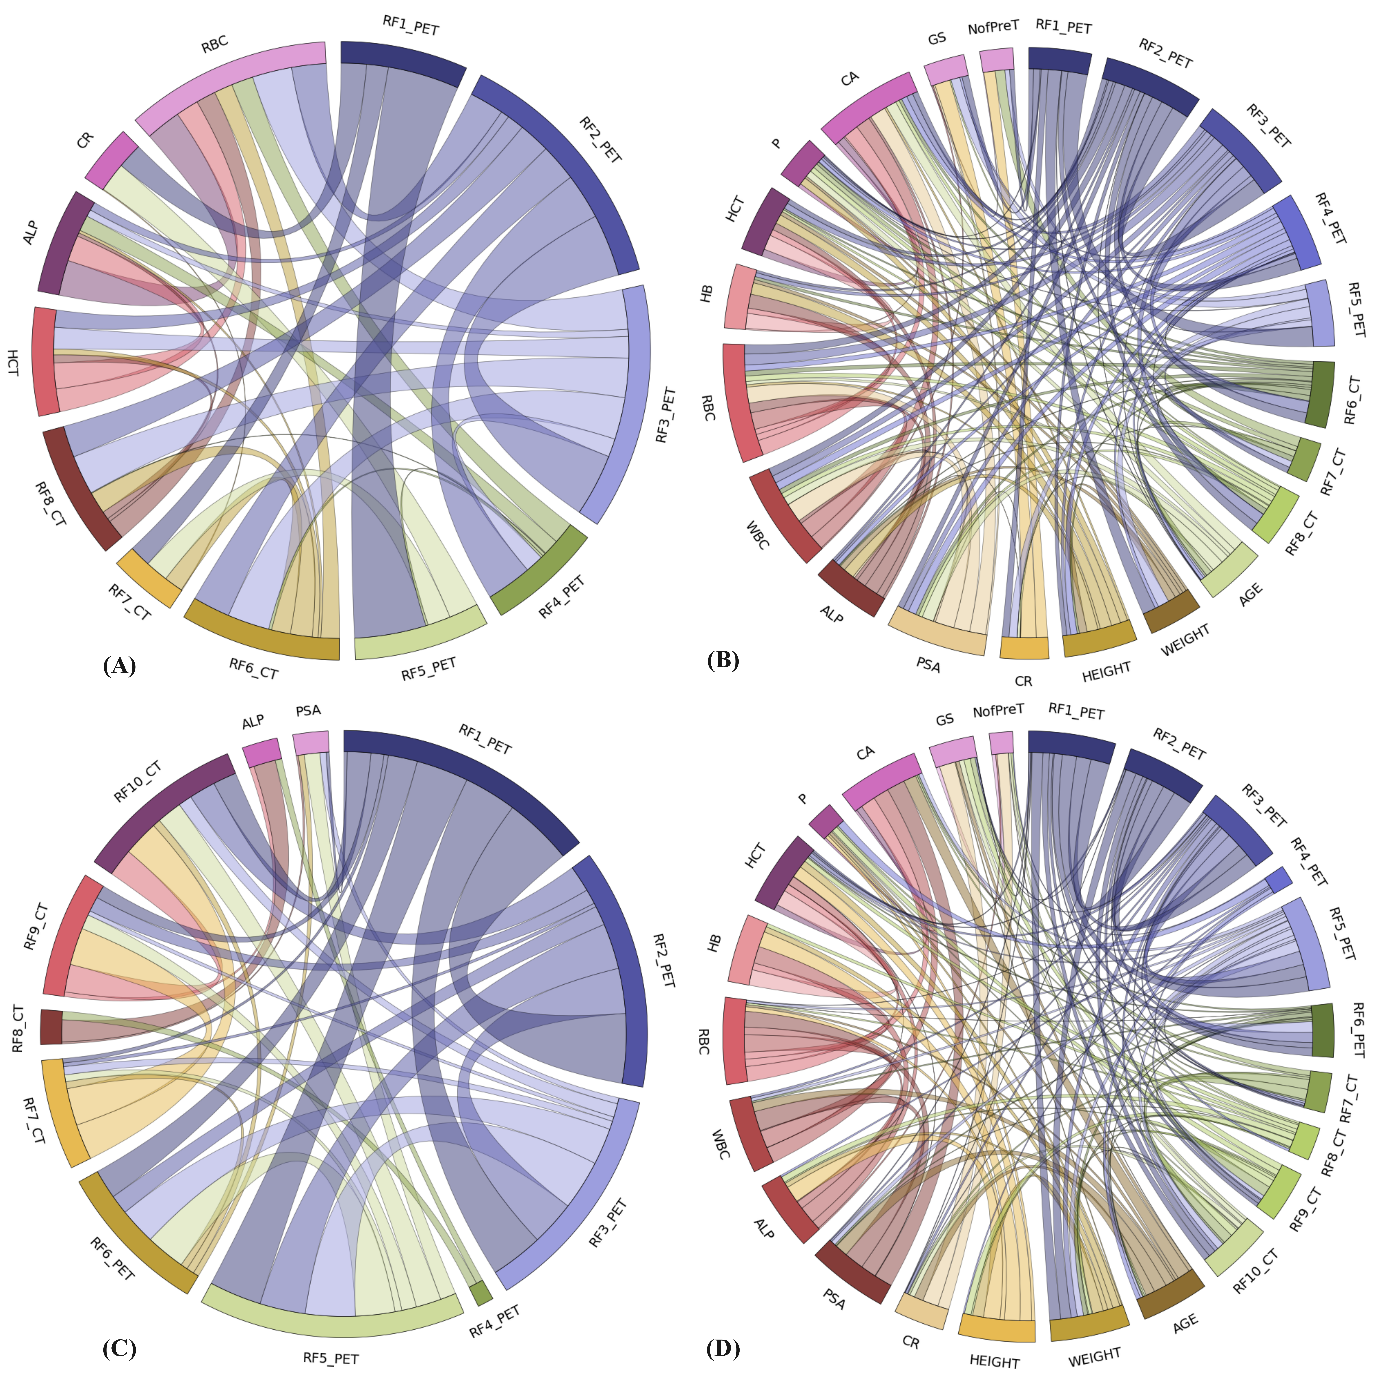 RF1_PET
RF2_PET
RF3_PET
RF4_PET
RF5_PET
RF6_CT
RF7_CT
RF8_CT
HCT
ALP
CR
RBC
(A)
RF1_PET
RF2_PET
RF3_PET
RF4_PET
RF5_PET
RF6_CT
RF7_CT
RF8_CT
AGE
WEIGHT
HEIGHT
CR
PSA
ALP
WBC
RBC
HB
HCT
P
CA
GS
NofPreT
(B)
RF1_PET
RF2_PET
RF3_PET
RF4_PET
RF5_PET
RF6_PET
RF7_CT
RF8_CT
RF9_CT
RF10_CT
ALP
PSA
(C)
RF1_PET
RF2_PET
RF3_PET
RF4_PET
RF5_PET
RF6_PET
RF7_CT
RF8_CT
RF9_CT
RF10_CT
AGE
WEIGHT
HEIGHT
CR
PSA
ALP
WBC
RBC
HB
HCT
P
CA
GS
NofPreT
(D)